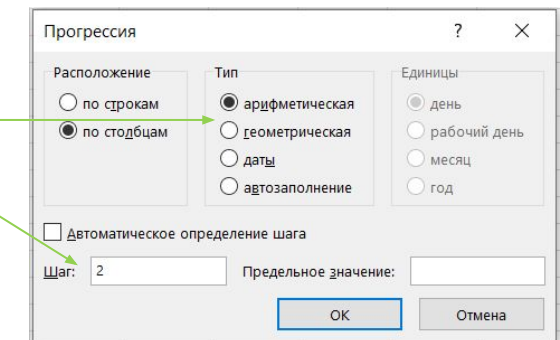 Прогрессия ?
Расположение Тип Единицы
по строкам арифметическая день
по столбцам геометрическая рабочий день
даты месяц
автозаполнение год
Автоматическое определение шага
Шаг: 2 Предельное значение:
ОК Отмена